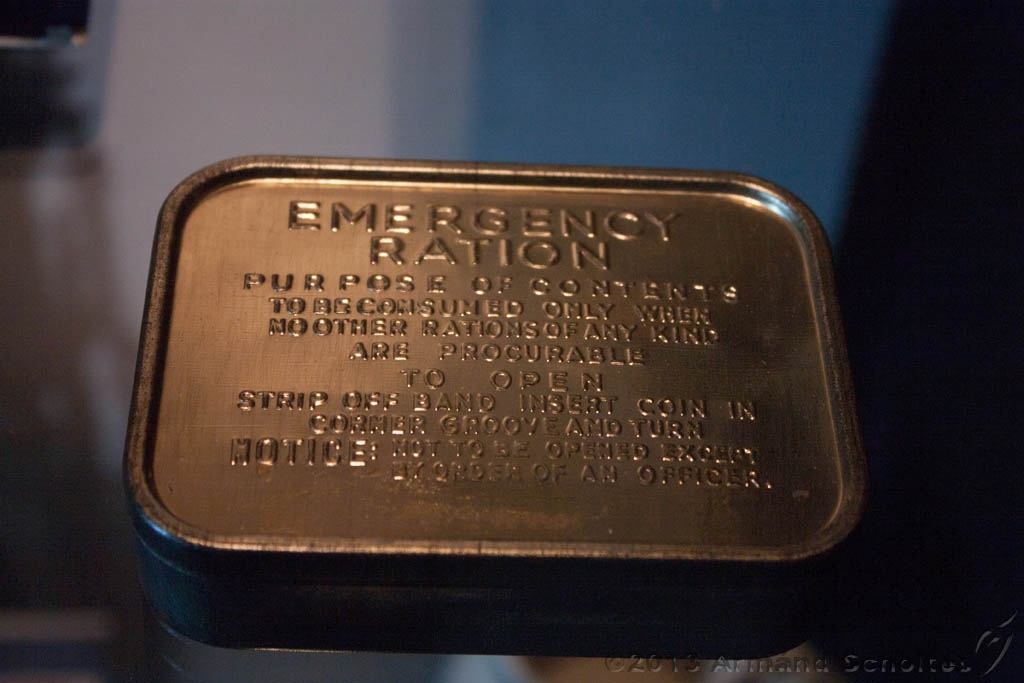 EMERGENCY
RATION
PURPOSE OF CONTENTS
TO BE CONSUMED ONLY WHEN
NO OTHER RATIONS OF ANY KIND
ARE PROCURABLE
TO OPEN
STRIP OFF BAND INSERT COIN IN
CORNER GROOVE AND TURN
NOTICE: NOT TO BE OPENED EXCEPT
BY ORDER OF AN OFFICER.
©2013 Armand Scholtes